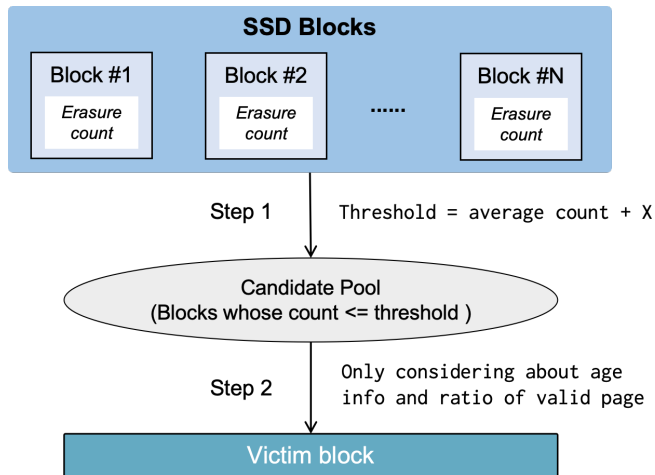 SSD Blocks
Block #1
Erasure
count
Block #2
Erasure
count
......
Block #N
Erasure
count
Step 1
Threshold = average count + X
Candidate Pool
(Blocks whose count <= threshold )
Step 2
Only considering about age
info and ratio of valid page
Victim block